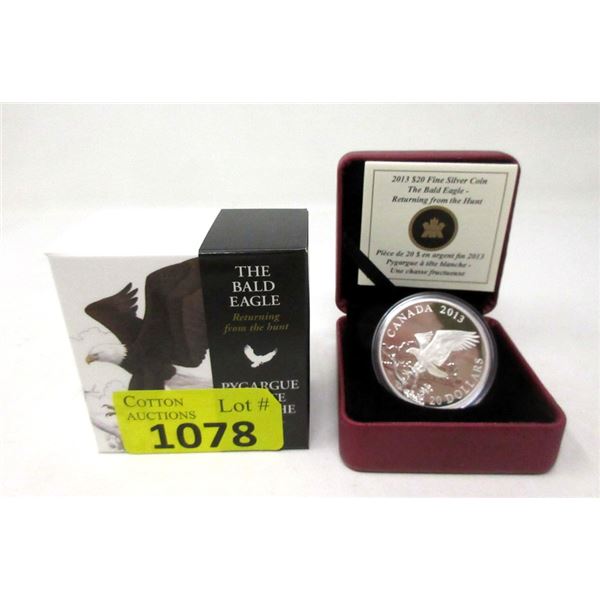 THE
BALD
EAGLE
Returning
from the hunt
PYGARGUE
COTTON
AUCTIONS
Lot #
1078
2013 $20 Fine Silver Coin
The Bald Eagle -
Returning from the Hunt
Pièce de 20 $ en argent fin 2013
Pygargue à tête blanche -
Une chasse fructueuse
CANADA 2013
20 DOLLARS